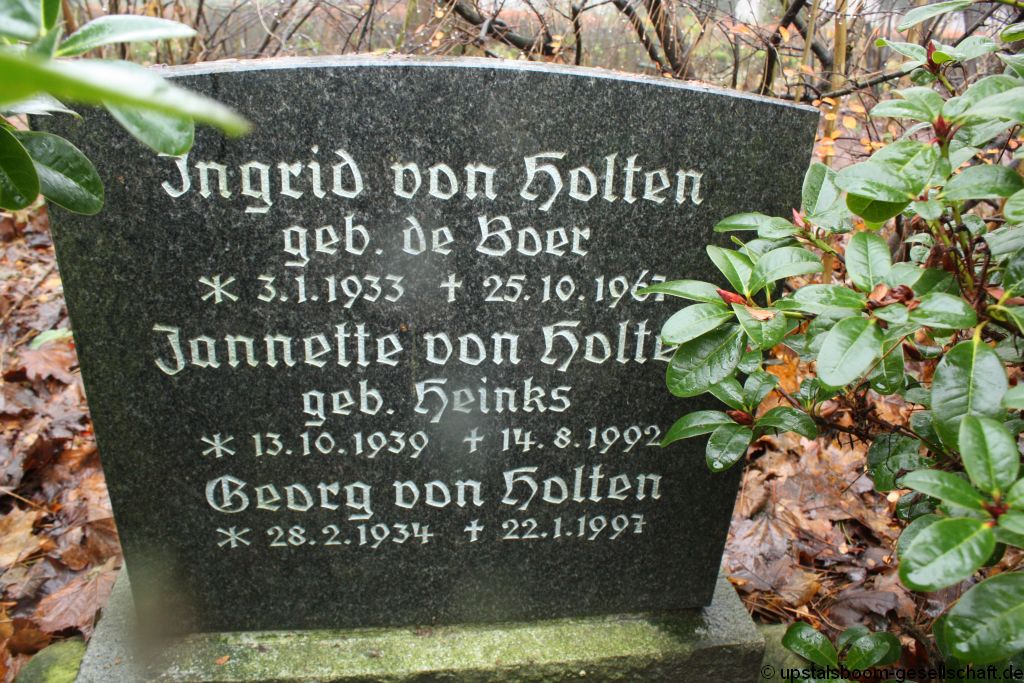 Ingrid von Holten
geb. de Boer
* 3.1.1933 † 25.10.1967
Jannette von Holten
geb. Heinks
* 13.10.1939 † 14.8.1992
Georg von Holten
* 28.2.1934 † 22.1.1997
© upstalsboom-gesellschaft.de